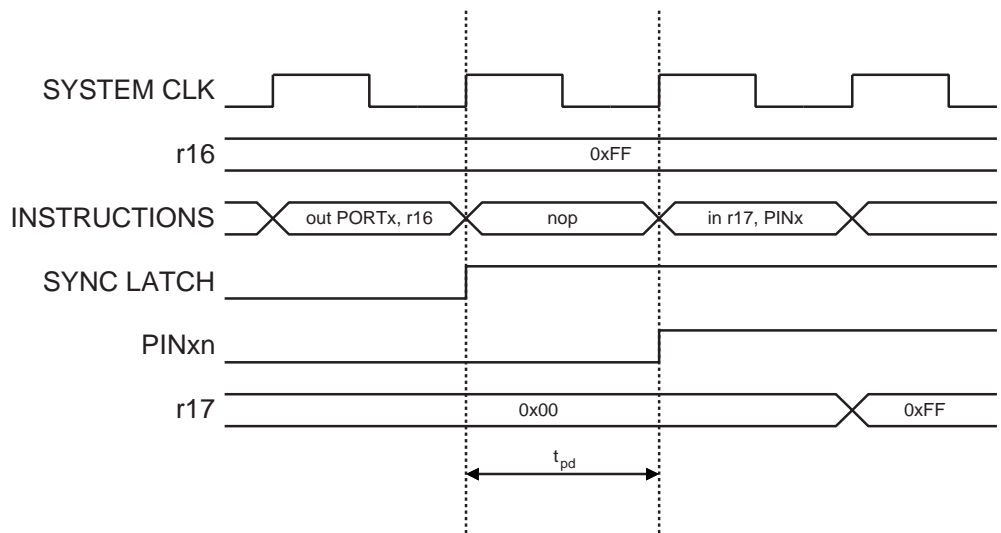 SYSTEM CLK
r16
0xFF
INSTRUCTIONS
out PORTx, r16
nop
in r17, PINx
SYNC LATCH
PINxn
r17
0x00
0xFF
tpd